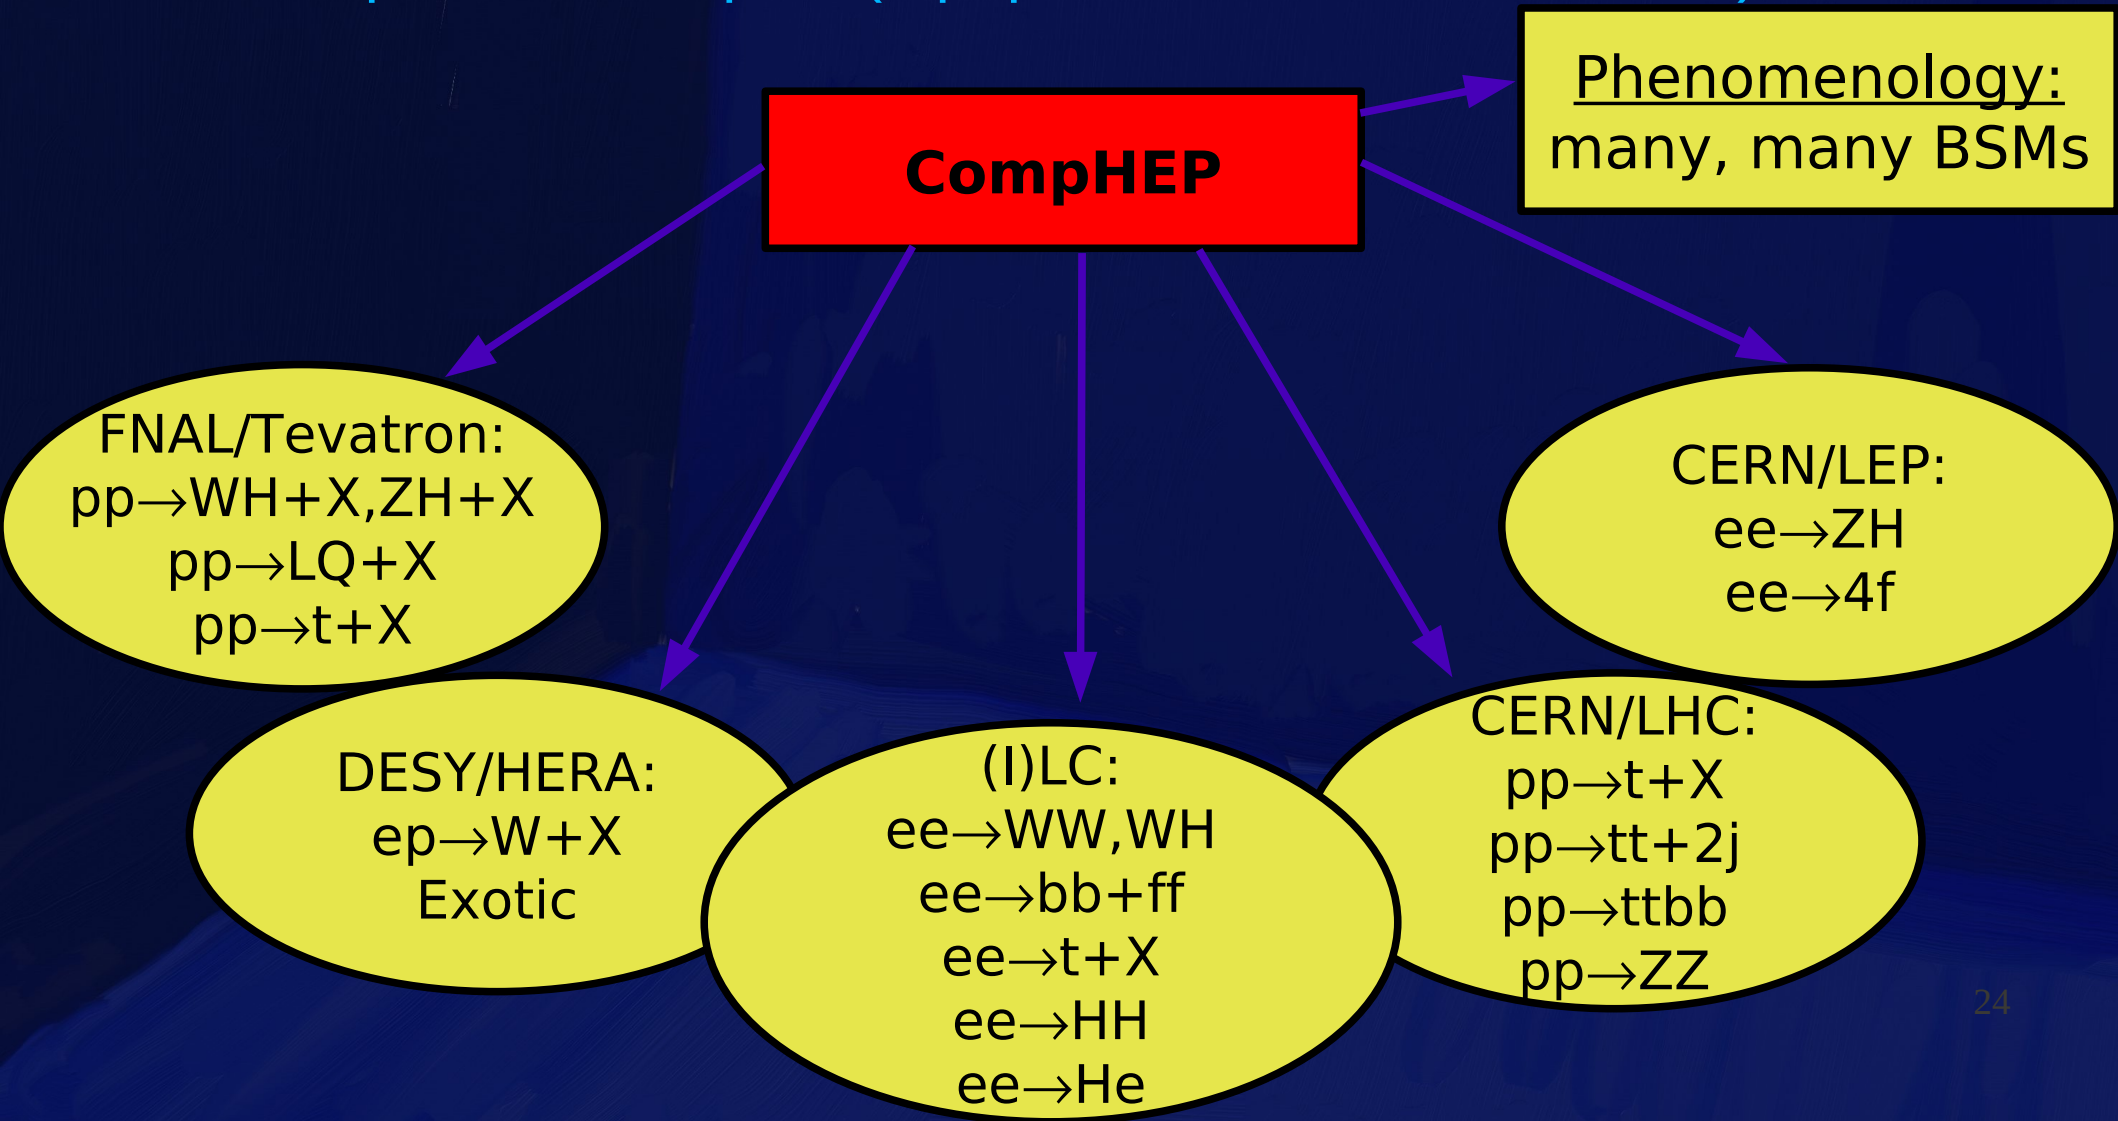 CompHEP
Phenomenology:
many, many BSMs
FNAL/Tevatron:
pp→WH+X,ZH+X
pp→LQ+X
pp→t+X
CERN/LEP:
ee→ZH
ee→4f
DESY/HERA:
ep→W+X
Exotic
(I)LC:
ee→WW,WH
ee→bb+ff
ee→t+X
ee→HH
ee→He
CERN/LHC:
pp→t+X
pp→tt+2j
pp→ttbb
pp→ZZ
24